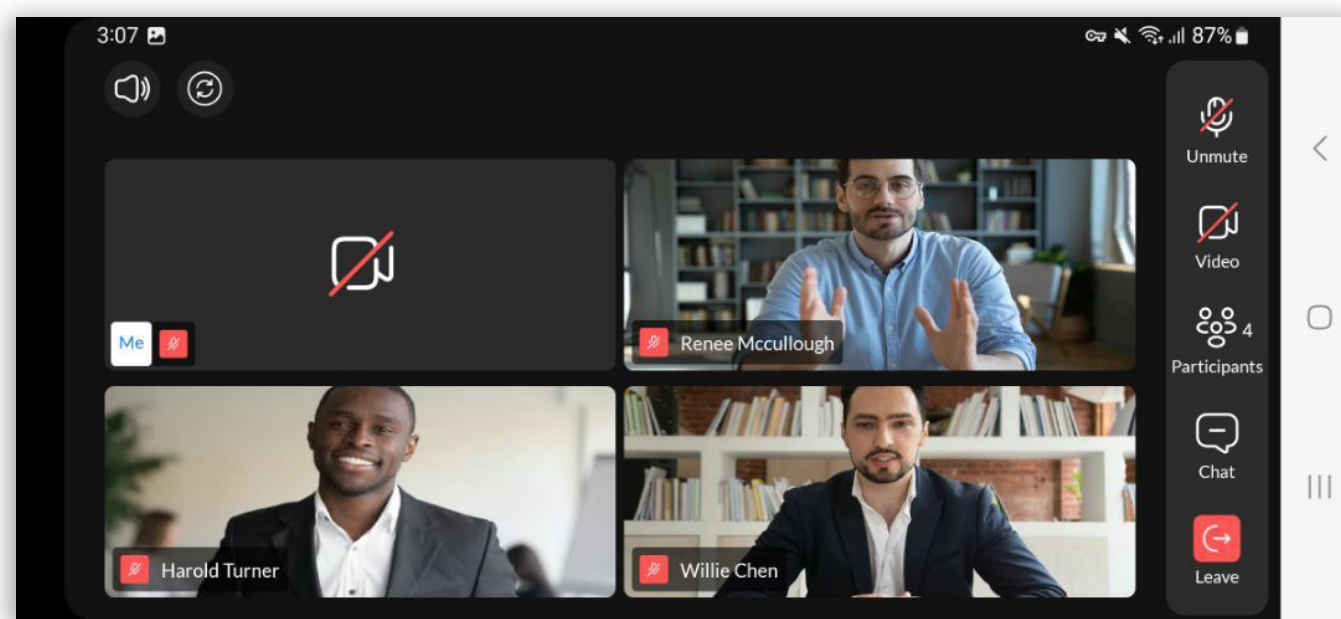 3:07
87%
Unmute
Video
4
Participants
Chat
Leave
Me
Renee Mccullough
Harold Turner
Willie Chen